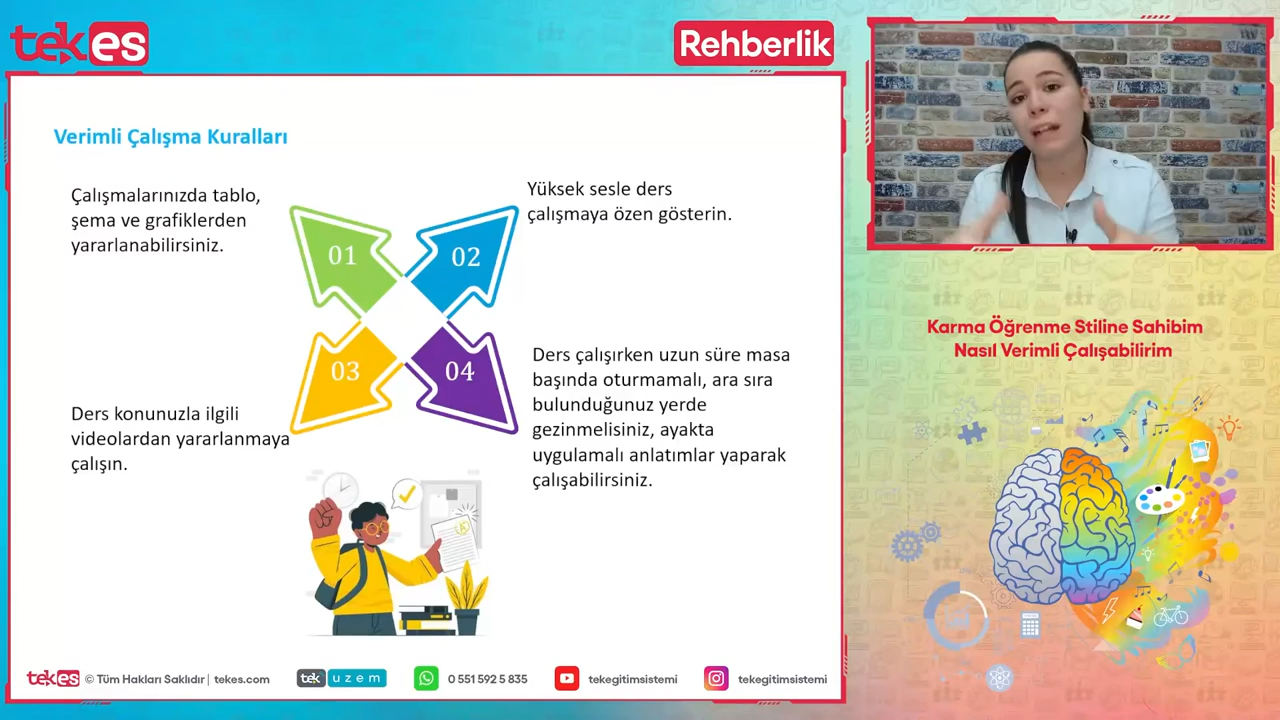 tekes
Rehberlik
Verimli Çalışma Kuralları
Çalışmalarınızda tablo,
şema ve grafiklerden
yararlanabilirsiniz.
01
02
Yüksek sesle ders
çalışmaya özen gösterin.
03
04
Ders konunuzla ilgili
videolardan yararlanmaya
çalışın.
Ders çalışırken uzun süre masa
başında oturmamalı, ara sıra
bulunduğunuz yerde
gezinmelisiniz, ayakta
uygulamalı anlatımlar yaparak
çalışabilirsiniz.
Karma Öğrenme Stiline Sahibim
Nasıl Verimli Çalışabilirim
tekes © Tüm Hakları Saklıdır | tekes.com
tek uzem
0 551 592 5 835
tekegitimsistemi
tekegitimsistemi